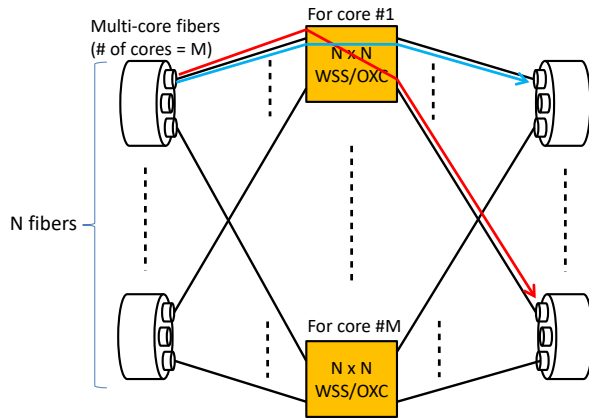 Multi-core fibers
(# of cores = M)
For core #1
N x N
WSS/OXC
N fibers
For core #M
N x N
WSS/OXC